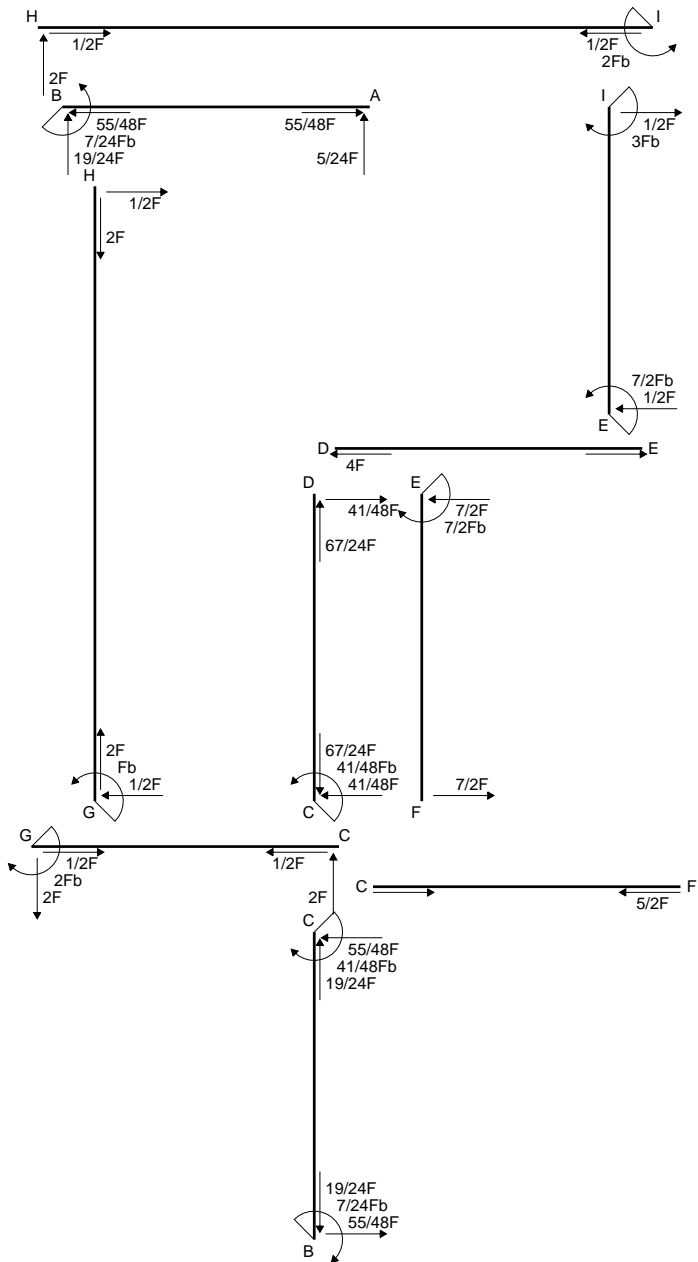 H I
1/2F 1/2F
2F 2Fb
B A I
55/48F 55/48F 1/2F
7/24Fb 3Fb
19/24F 5/24F
H
1/2F
2F
7/2Fb
1/2F
E
D E
4F
D E
41/48F 7/2F
7/2Fb
67/24F
2F 67/24F
Fb 41/48Fb
1/2F 41/48F 7/2F
G C F
G C
1/2F 1/2F
2Fb
2F 2F C F
5/2F
C
55/48F
41/48Fb
19/24F
19/24F
7/24Fb
55/48F
B